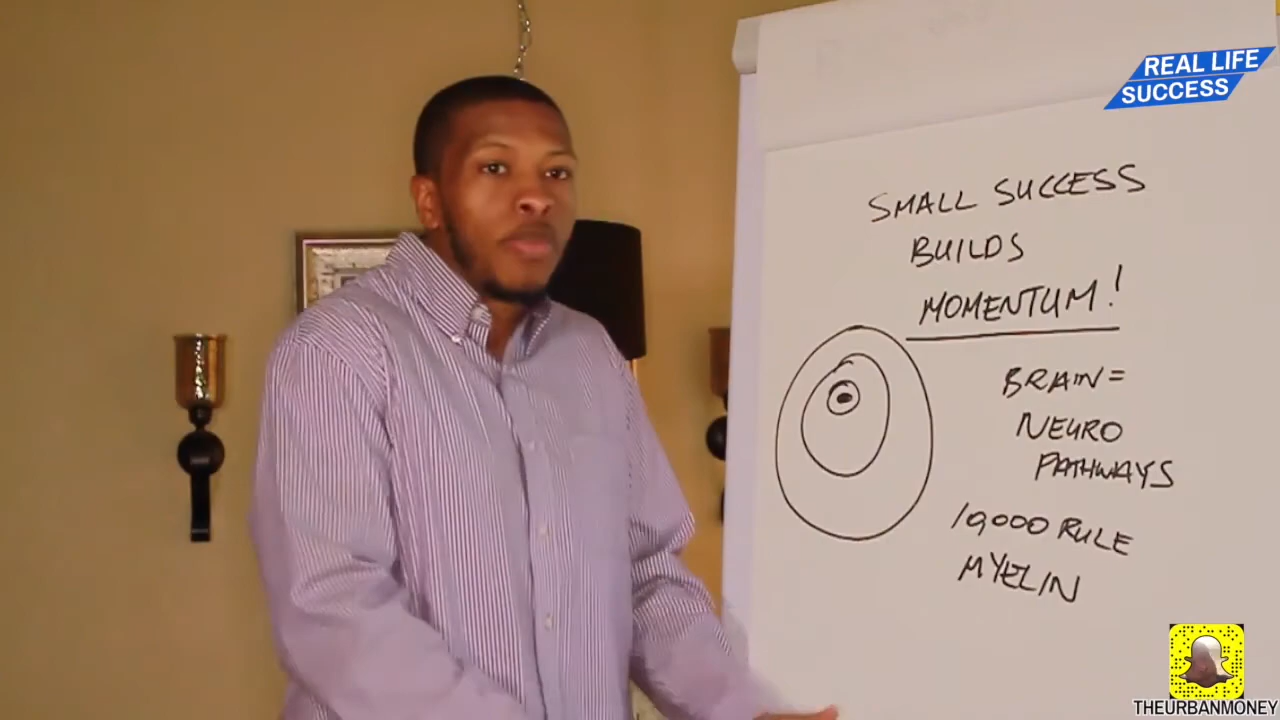 REAL LIFE
SUCCESS
SMALL SUCCESS
BUILDS
MOMENTUM!
BRAIN =
NEURO
PATHWAYS
10,000 RULE
MYELIN
THEURBANMONEY